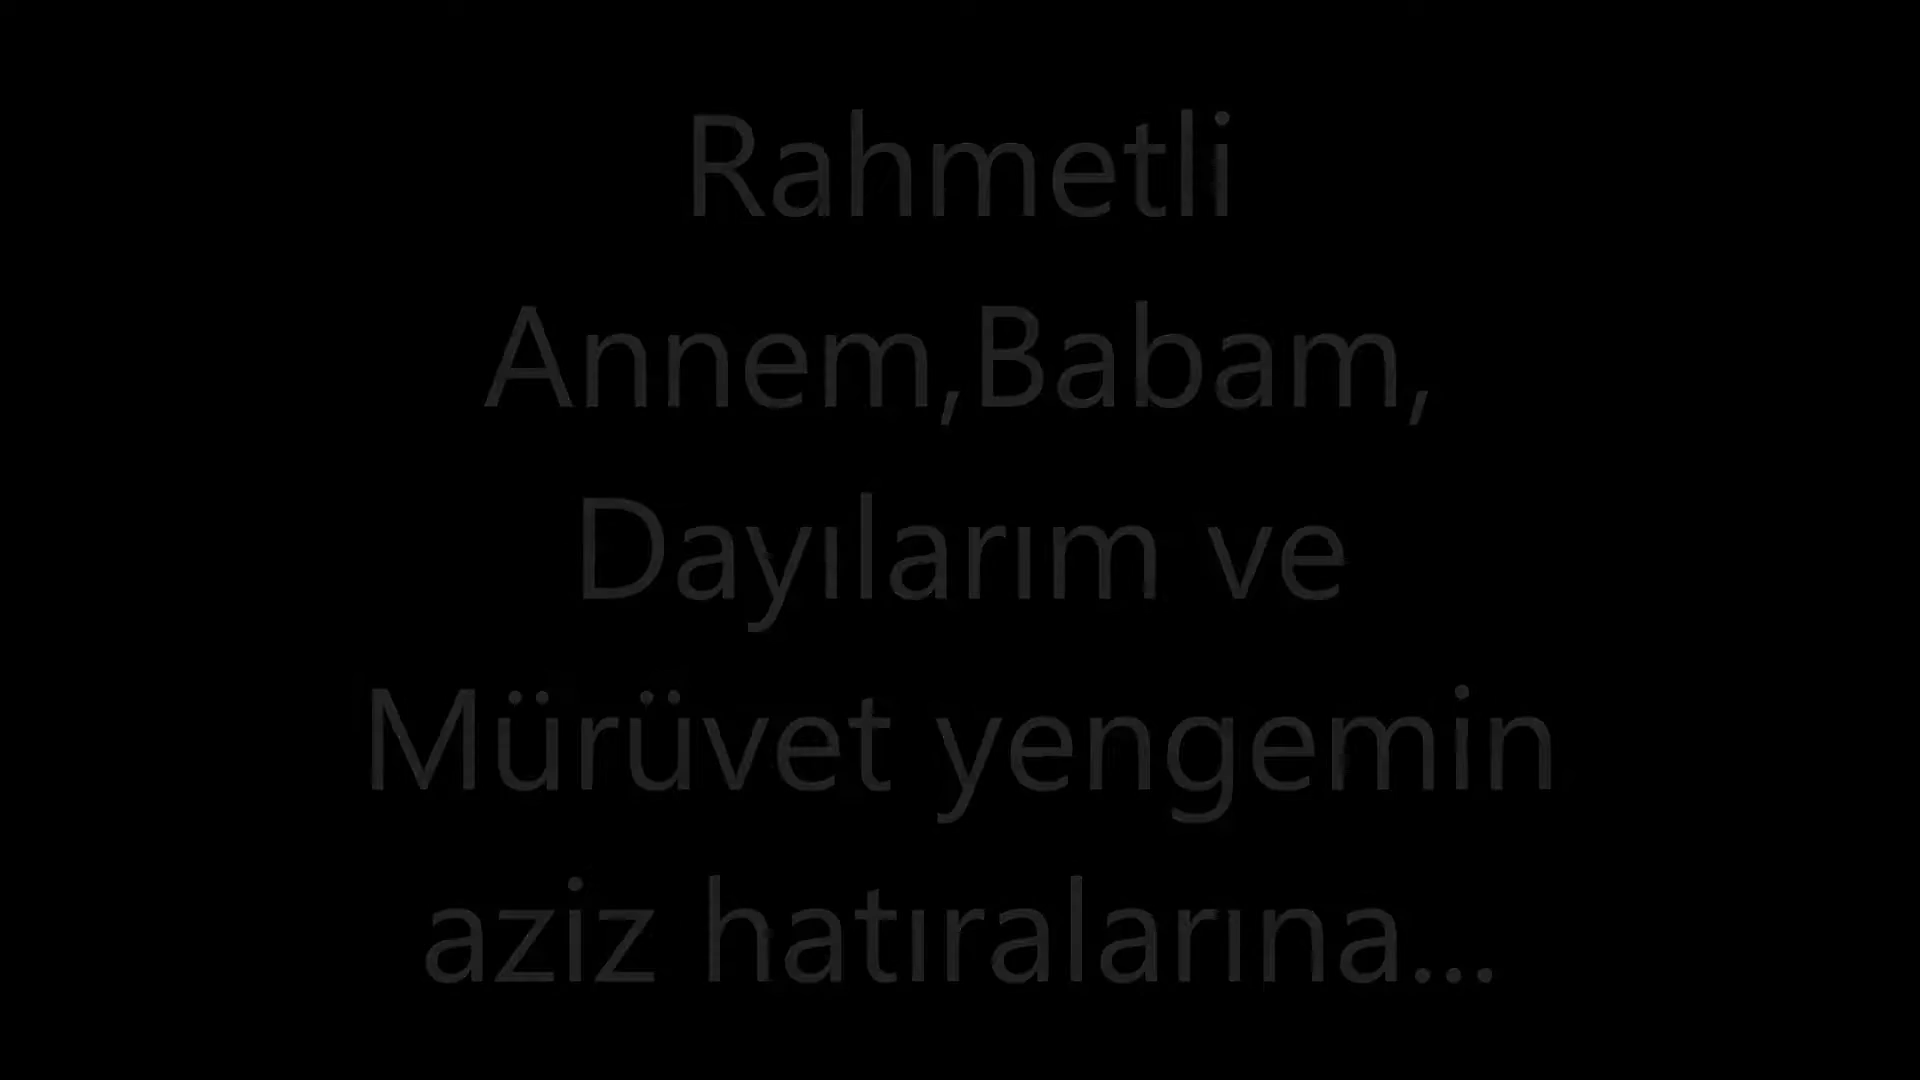 Rahmetli
Annem,Babam,
Dayılarım ve
Mürüvet yengemin
aziz hatıralarına...